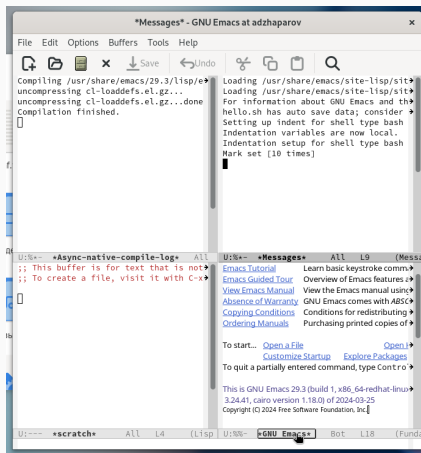 *Messages* - GNU Emacs at adzhaparov
×
File Edit Options Buffers Tools Help
Save Undo
Compiling /usr/share/emacs/29.3/lisp/e
uncompressing cl-loaddefs.el.gz...
uncompressing cl-loaddefs.el.gz...done
Compilation finished.
U:%*- *Async-native-compile-log* All
Loading /usr/share/emacs/site-lisp/sit
Loading /usr/share/emacs/site-lisp/sit
For information about GNU Emacs and th
hello.sh has auto save data; consider
Setting up indent for shell type bash
Indentation variables are now local.
Indentation setup for shell type bash
Mark set [10 times]
U:%*- *Messages* All L9 (Messa
;; This buffer is for text that is not
;; To create a file, visit it with C-x
U:--- *scratch* All L4 (Lisp
Emacs Tutorial Learn basic keystroke comm
Emacs Guided Tour Overview of Emacs features
View Emacs Manual View the Emacs manual usin
Absence of Warranty GNU Emacs comes with ABSC
Copying Conditions Conditions for redistributing
Ordering Manuals Purchasing printed copies of
To start... Open a File Open
Customize Startup Explore Packages
To quit a partially entered command, type Contro
This is GNU Emacs 29.3 (build 1, x86_64-redhat-linu
3.24.41, cairo version 1.18.0) of 2024-03-25
Copyright (C) 2024 Free Software Foundation, Inc.
U:%%- *GNU Emacs* Bot L18 (Funda